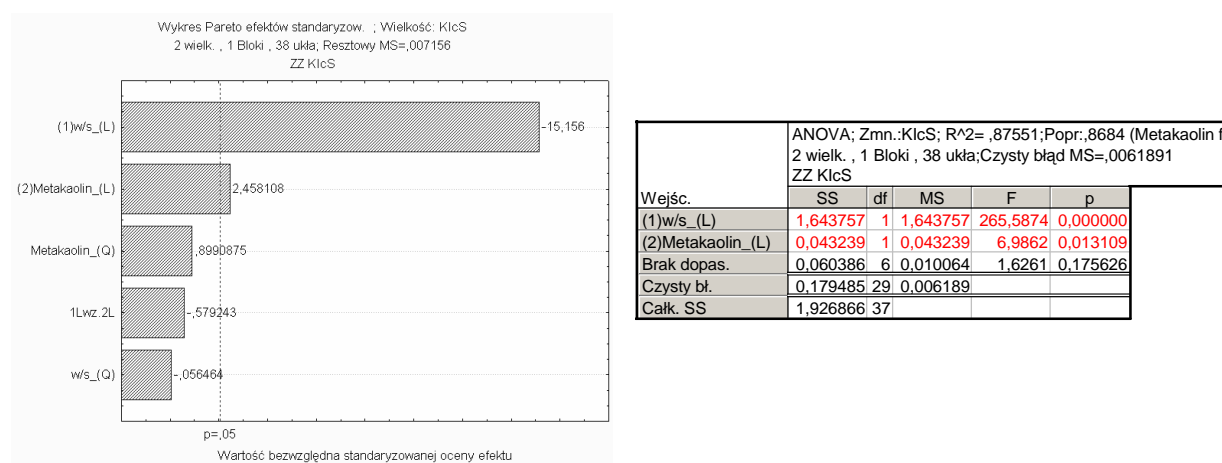 Wykres Pareto efektów standaryzow. ; Wielkość: KIcS
2 wielk. , 1 Bloki , 38 ukła; Resztowy MS=,007156
ZZ KIcS
(1)w/s_(L)
-15,156
(2)Metakaolin_(L)
2,458108
Metakaolin_(Q)
,8990875
1Lwz.2L
-,579243
w/s_(Q)
-,056464
p=,05
Wartość bezwzględna standaryzowanej oceny efektu
ANOVA; Zmn.:KIcS; R^2= ,87551;Popr:,8684 (Metakaolin f
2 wielk. , 1 Bloki , 38 ukła;Czysty błąd MS=,0061891
ZZ KIcS
Wejśc. SS df MS F p
(1)w/s_(L) 1,643757 1 1,643757 265,5874 0,000000
(2)Metakaolin_(L) 0,043239 1 0,043239 6,9862 0,013109
Brak dopas. 0,060386 6 0,010064 1,6261 0,175626
Czysty bł. 0,179485 29 0,006189
Całk. SS 1,926866 37